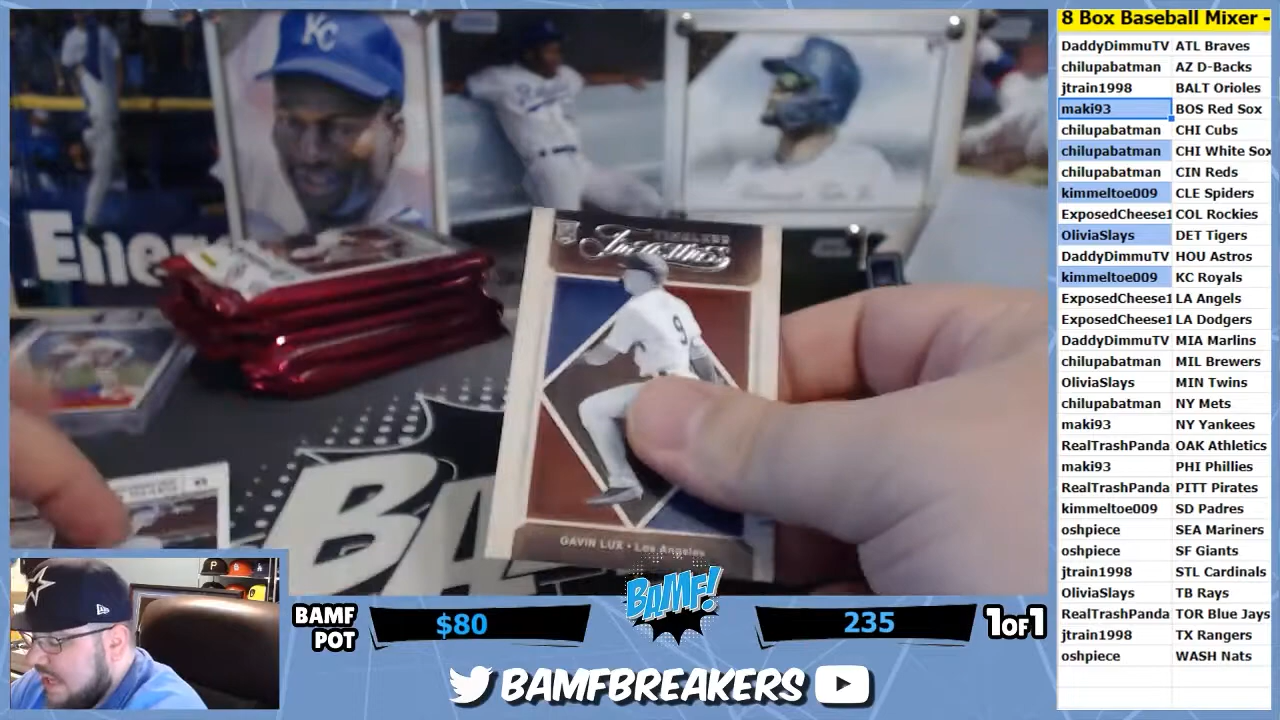 8 Box Baseball Mixer -
DaddyDimmuTV ATL Braves
chilupabatman AZ D-Backs
jtrain1998 BALT Orioles
maki93 BOS Red Sox
chilupabatman CHI Cubs
chilupabatman CHI White Sox
chilupabatman CIN Reds
kimmeltoe009 CLE Spiders
ExposedCheese1 COL Rockies
OliviaSlays DET Tigers
DaddyDimmuTV HOU Astros
kimmeltoe009 KC Royals
ExposedCheese1 LA Angels
ExposedCheese1 LA Dodgers
DaddyDimmuTV MIA Marlins
chilupabatman MIL Brewers
OliviaSlays MIN Twins
chilupabatman NY Mets
maki93 NY Yankees
RealTrashPanda OAK Athletics
maki93 PHI Phillies
RealTrashPanda PITT Pirates
kimmeltoe009 SD Padres
oshpiece SEA Mariners
oshpiece SF Giants
jtrain1998 STL Cardinals
OliviaSlays TB Rays
RealTrashPanda TOR Blue Jays
jtrain1998 TX Rangers
oshpiece WASH Nats
KC
Ene
TIMELESS
Treasures
9
GAVIN LUX • Los Angeles
BA
P
BAMF
POT
$80
BAMF!
235
1OF1
BAMFBREAKERS